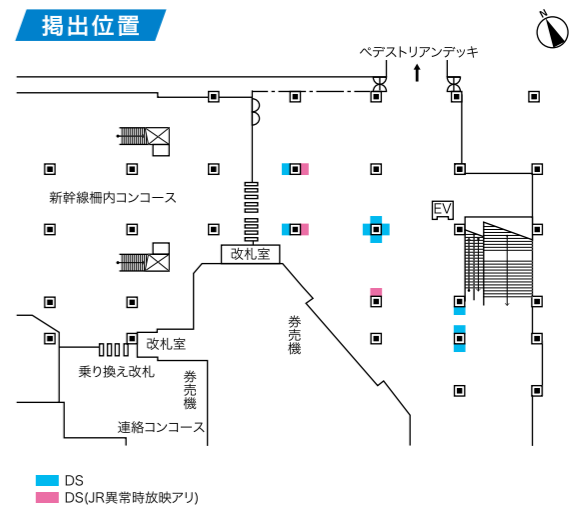 掲出位置
N
ペデストリアンデッキ
新幹線柵内コンコース
EV
改札室
券売機
改札室
乗り換え改札
券売機
連絡コンコース
DS
DS(JR異常時放映アリ)